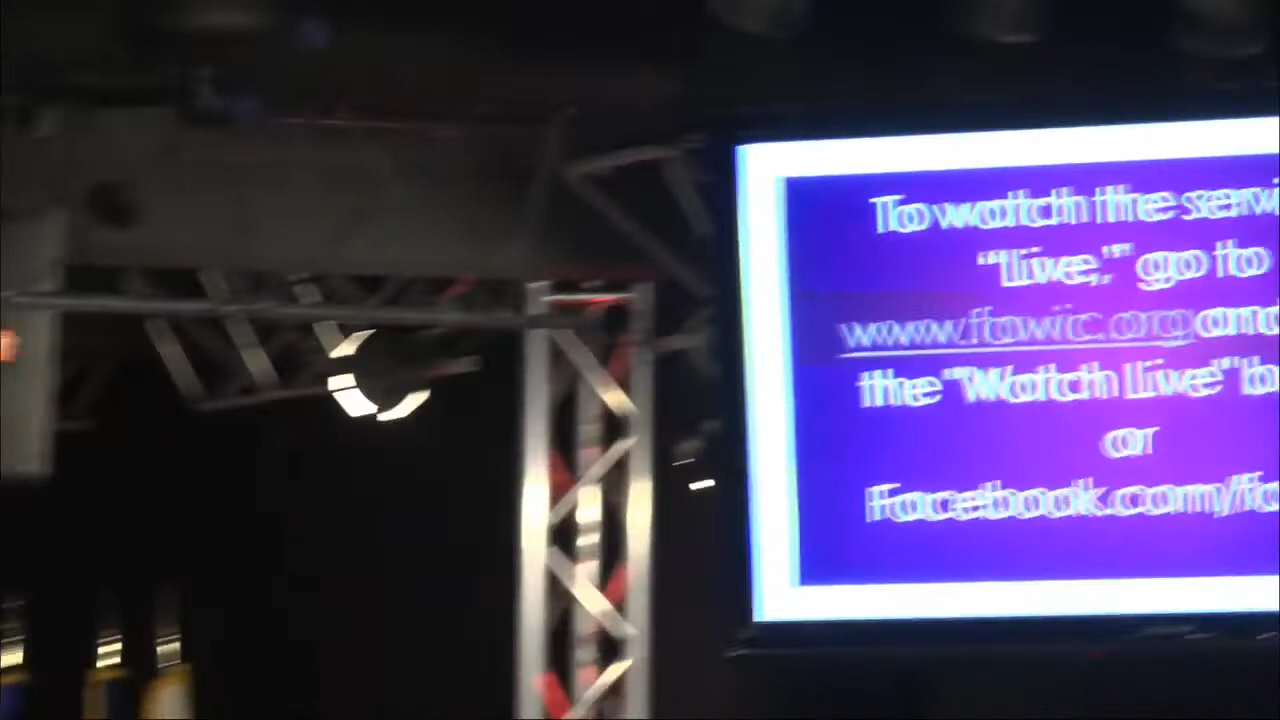 To watch the servi
"Live," go to
www.fowic.org and
the "Watch Live" b
or
Facebook.com/fo